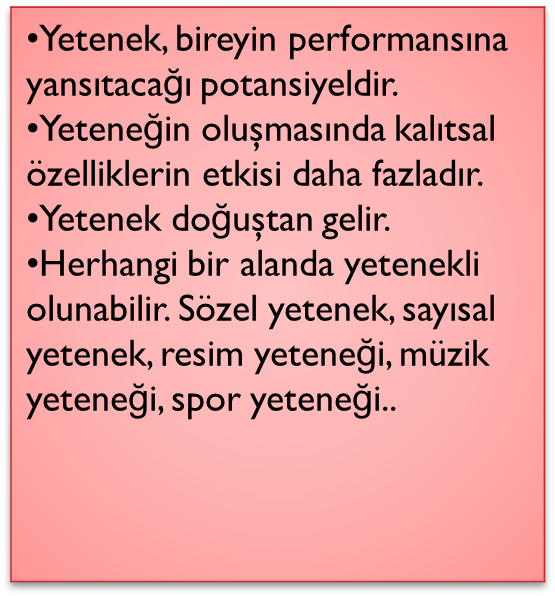 •Yetenek, bireyin performansına
yansıtacağı potansiyeldir.
•Yeteneğin oluşmasında kalıtsal
özelliklerin etkisi daha fazladır.
•Yetenek doğuştan gelir.
•Herhangi bir alanda yetenekli
olunabilir. Sözel yetenek, sayısal
yetenek, resim yeteneği, müzik
yeteneği, spor yeteneği..